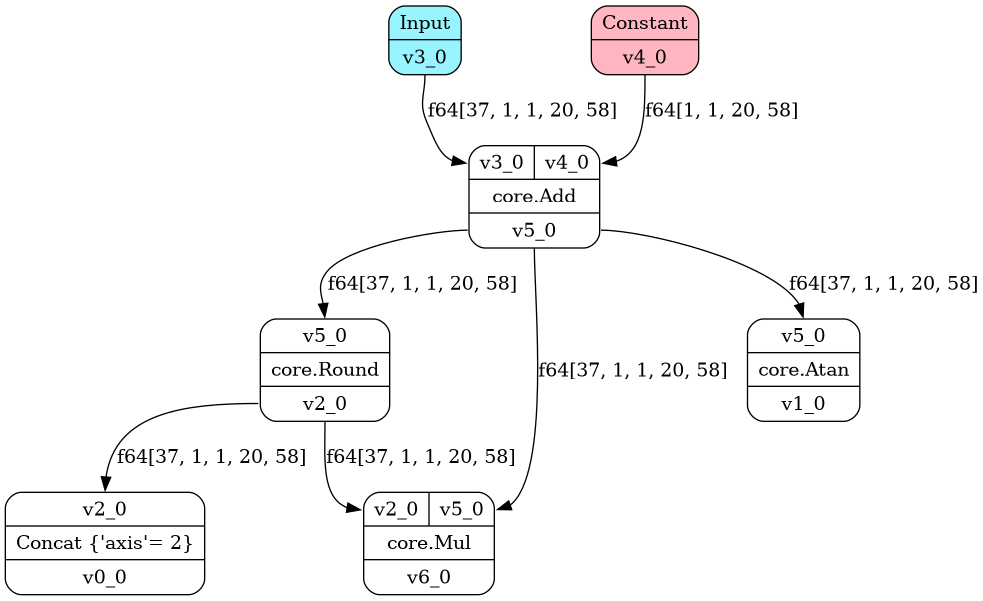 Input
v3_0
Constant
v4_0
f64[37, 1, 1, 20, 58]
f64[1, 1, 20, 58]
v3_0
v4_0
core.Add
v5_0
f64[37, 1, 1, 20, 58]
f64[37, 1, 1, 20, 58]
v5_0
core.Round
v2_0
f64[37, 1, 1, 20, 58]
v5_0
core.Atan
v1_0
f64[37, 1, 1, 20, 58]
f64[37, 1, 1, 20, 58]
v2_0
Concat {'axis'= 2}
v0_0
v2_0
v5_0
core.Mul
v6_0